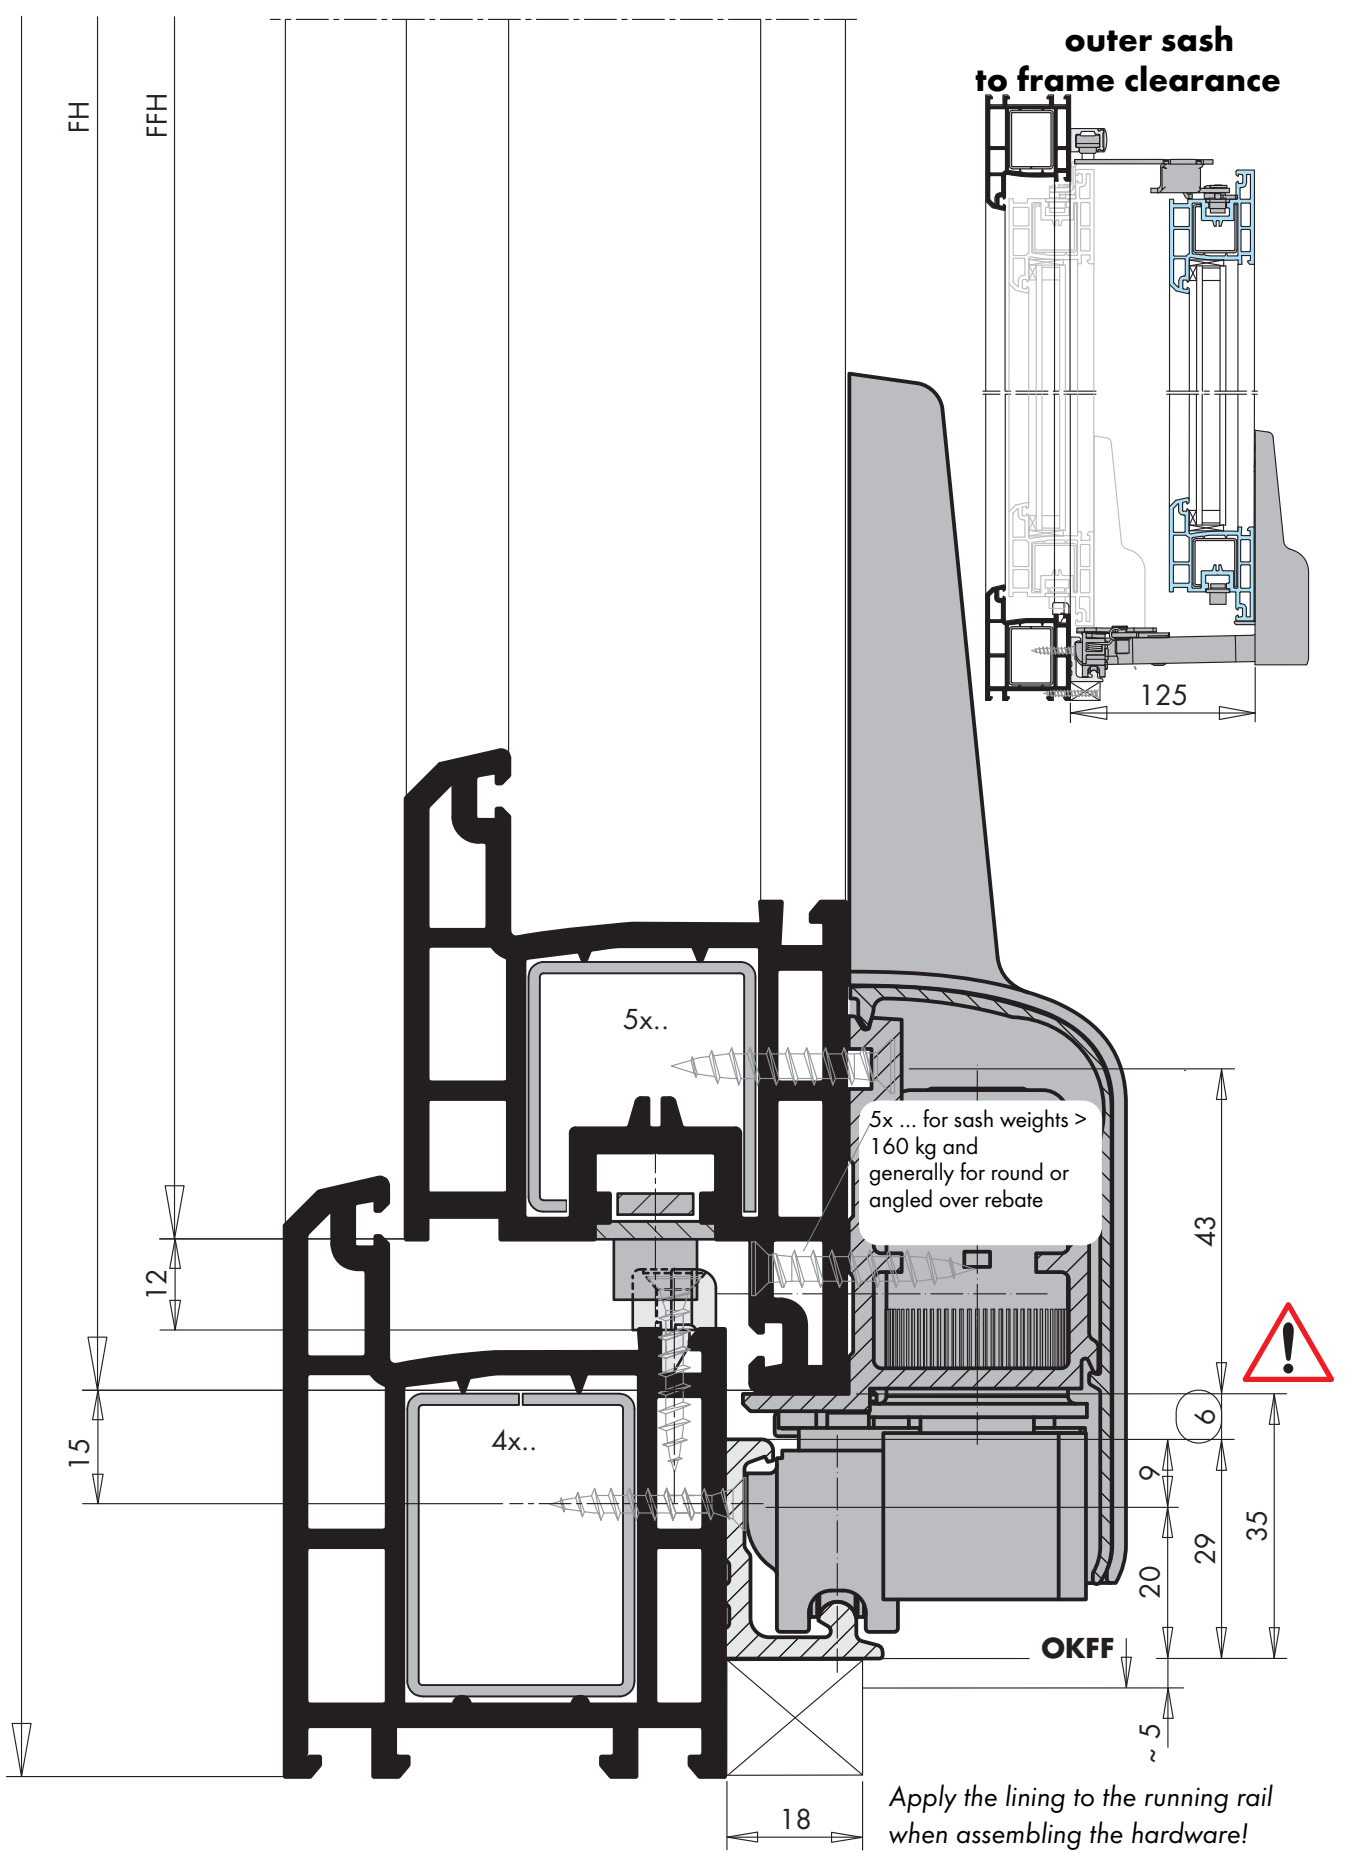 outer sash
to frame clearance
FH
FFH
125
5x..
5x ... for sash weights >
160 kg and
generally for round or
angled over rebate
43
12
6
15
4x..
9
35
29
20
OKFF
~ 5
18
Apply the lining to the running rail
when assembling the hardware!